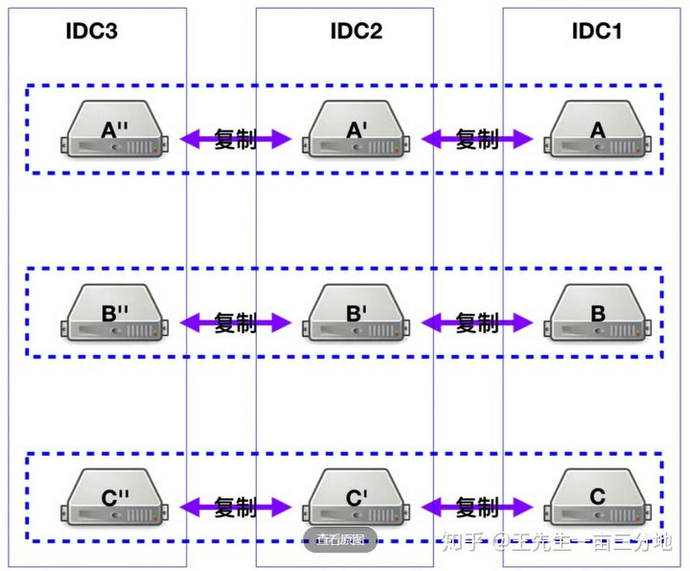 IDC3 IDC2 IDC1
A'' 复制 A' 复制 A
B'' 复制 B' 复制 B
C'' 复制 C' 复制 C
查看原图
知乎 @王先生一亩三分地